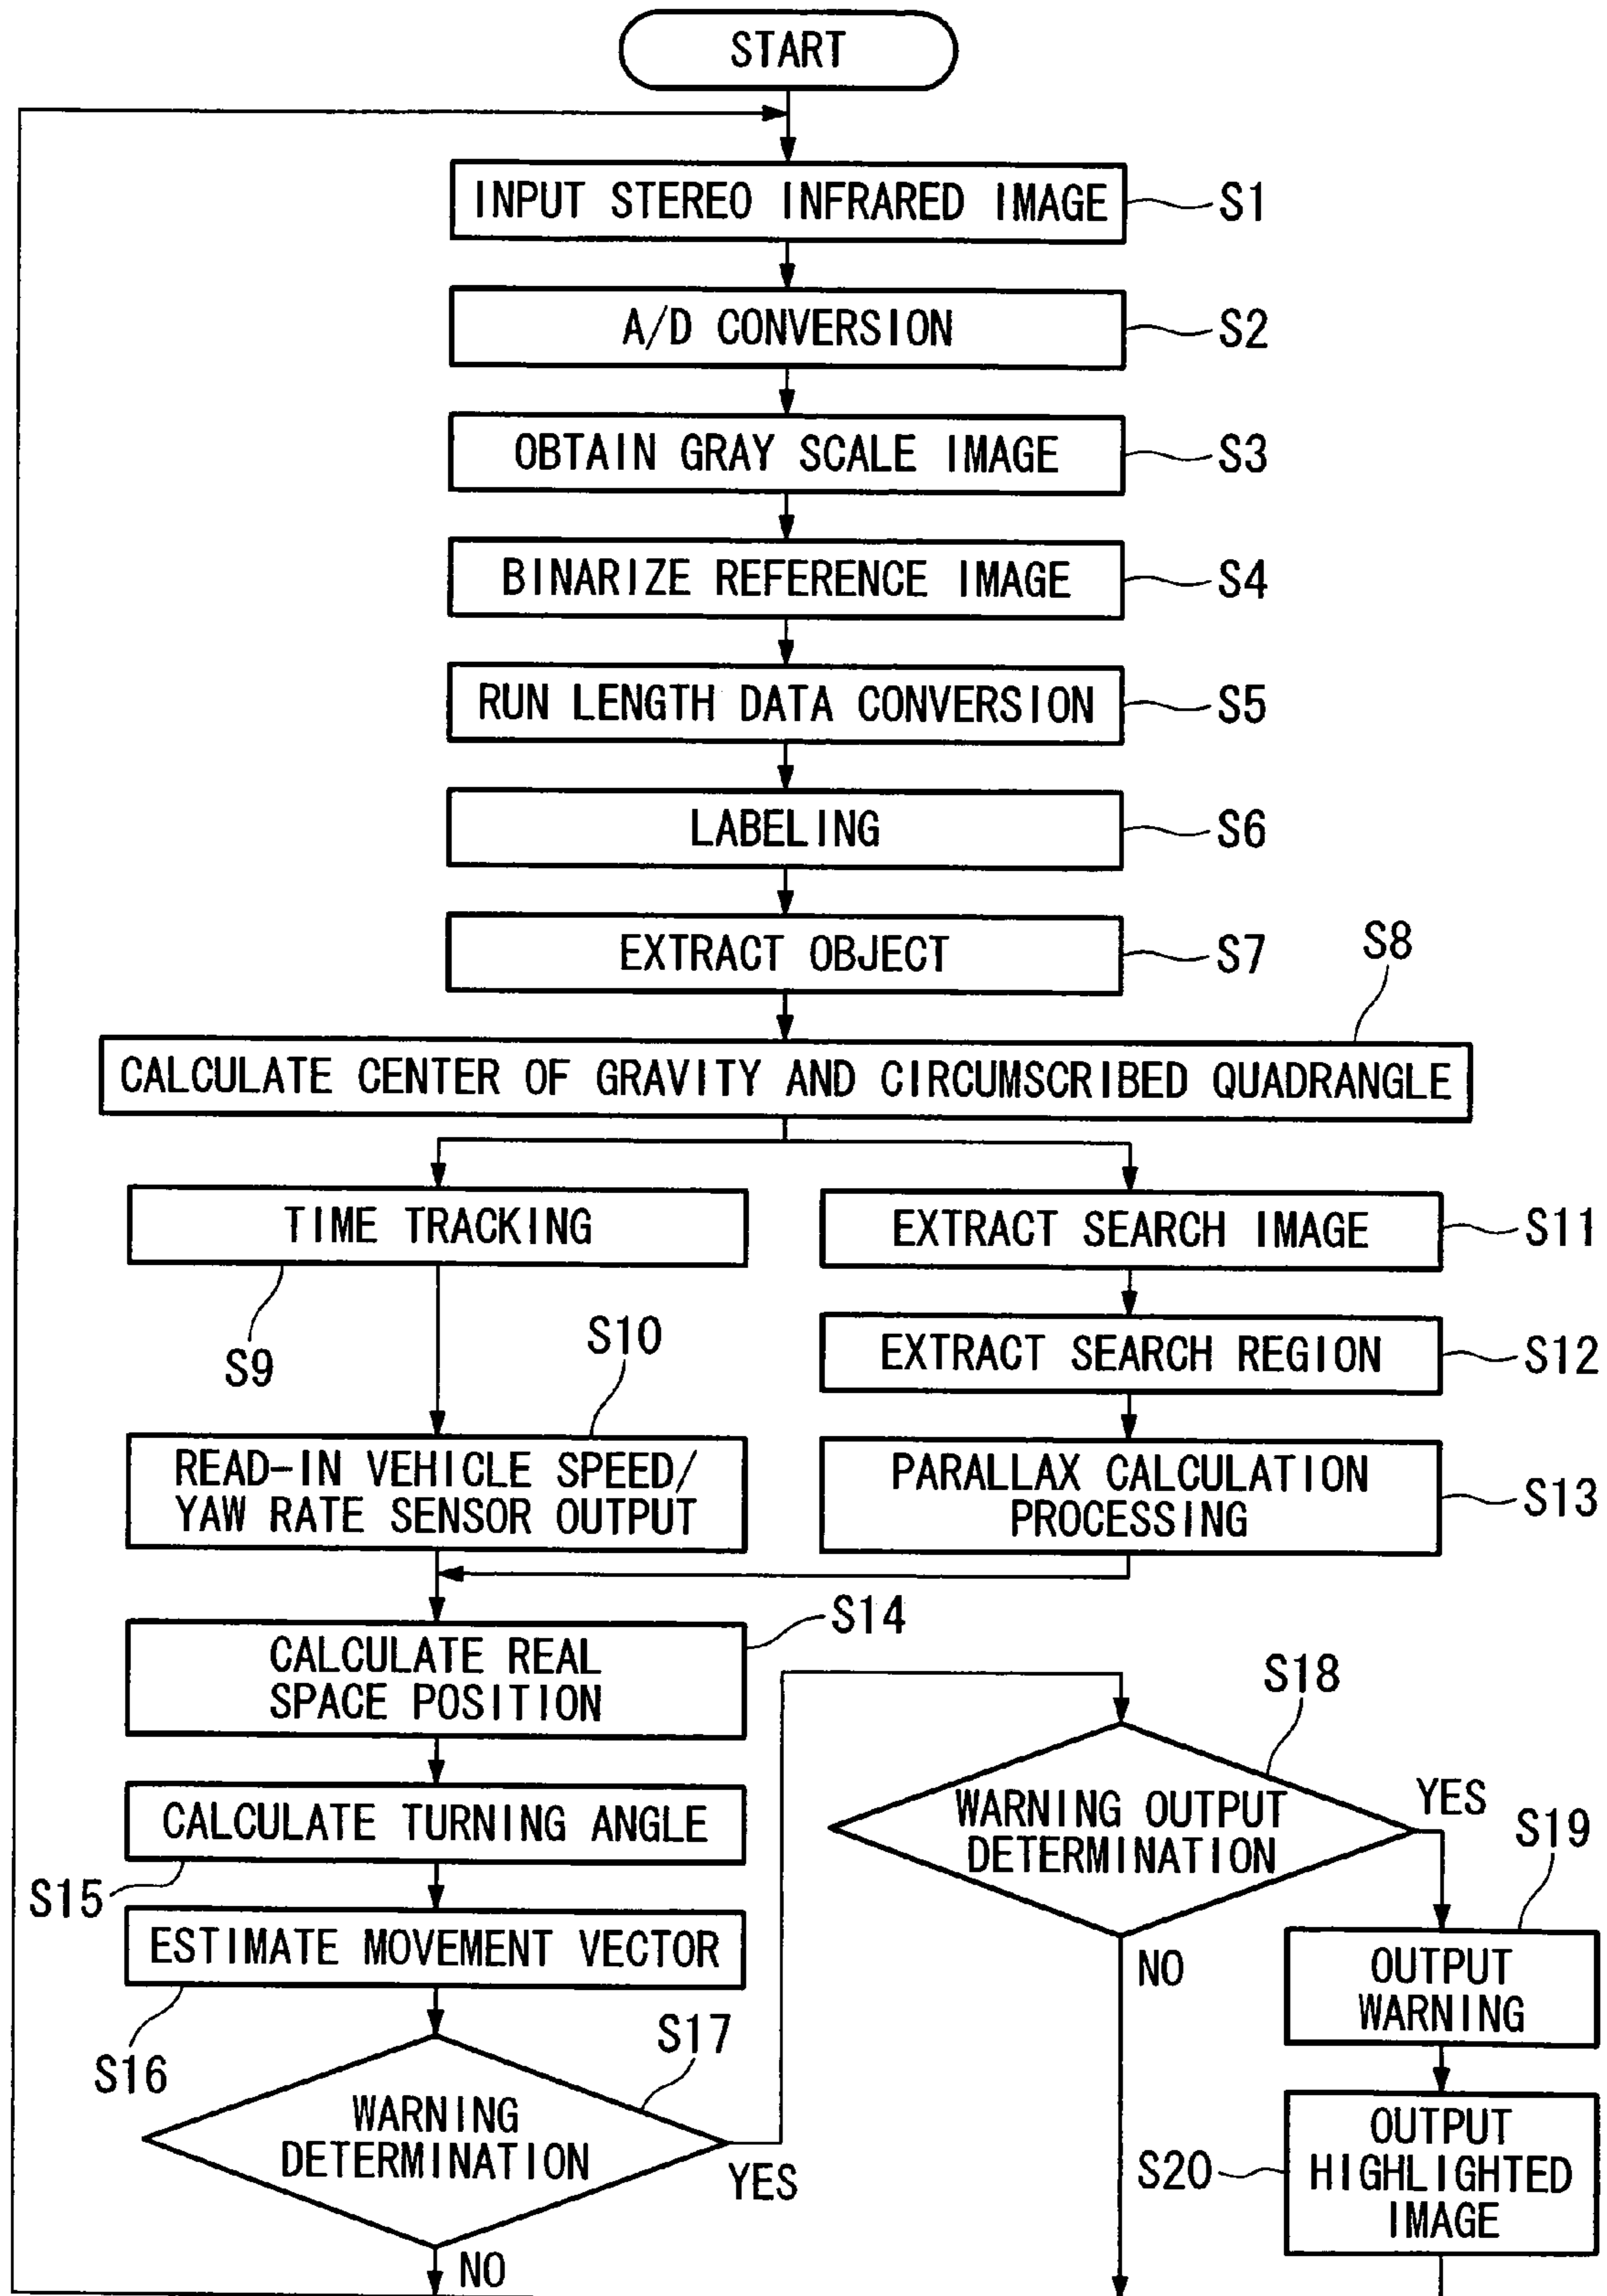 START
INPUT STEREO INFRARED IMAGE
S1
A/D CONVERSION
S2
OBTAIN GRAY SCALE IMAGE
S3
BINARIZE REFERENCE IMAGE
S4
RUN LENGTH DATA CONVERSION
S5
LABELING
S6
EXTRACT OBJECT
S7
S8
CALCULATE CENTER OF GRAVITY AND CIRCUMSCRIBED QUADRANGLE
TIME TRACKING
S9
S10
READ-IN VEHICLE SPEED/
YAW RATE SENSOR OUTPUT
EXTRACT SEARCH IMAGE
S11
EXTRACT SEARCH REGION
S12
PARALLAX CALCULATION
PROCESSING
S13
S14
CALCULATE REAL
SPACE POSITION
CALCULATE TURNING ANGLE
S15
ESTIMATE MOVEMENT VECTOR
S16
S17
WARNING
DETERMINATION
YES
NO
S18
WARNING OUTPUT
DETERMINATION
YES
NO
S19
OUTPUT
WARNING
S20
OUTPUT
HIGHLIGHTED
IMAGE